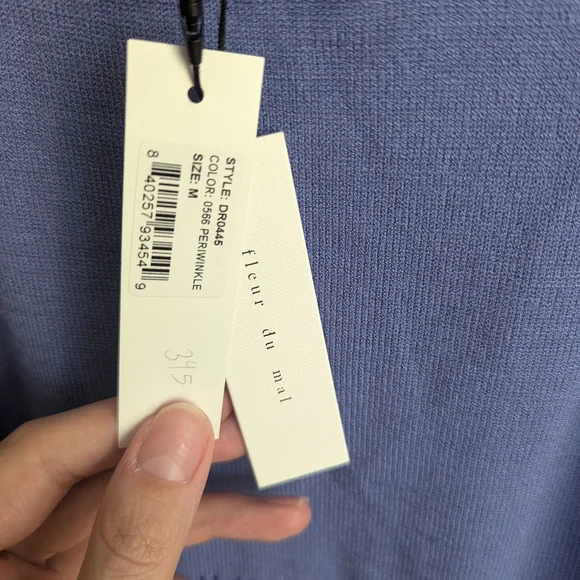 STYLE: DR0445
COLOR: 0566 PERIWINKLE
SIZE: M
8 40257 93454 9
345
fleur du mal